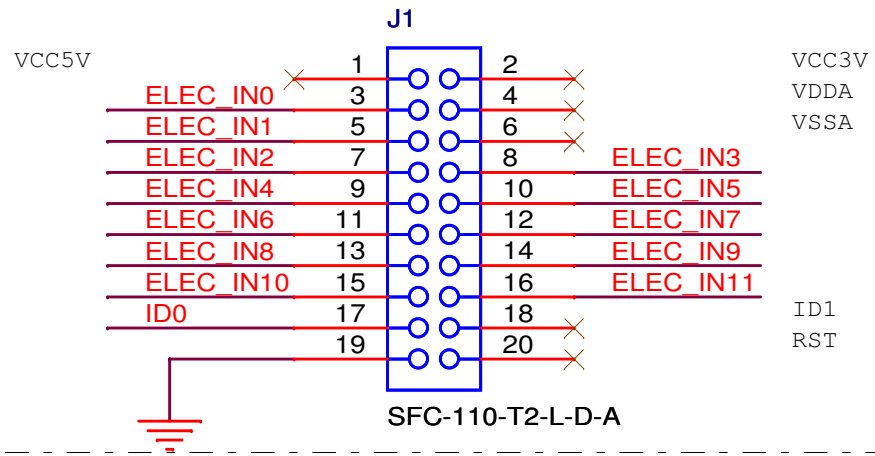 J1
VCC5V 1 2 VCC3V
ELEC_IN0 3 4 VDDA
ELEC_IN1 5 6 VSSA
ELEC_IN2 7 8 ELEC_IN3
ELEC_IN4 9 10 ELEC_IN5
ELEC_IN6 11 12 ELEC_IN7
ELEC_IN8 13 14 ELEC_IN9
ELEC_IN10 15 16 ELEC_IN11
ID0 17 18 ID1
19 20 RST
SFC-110-T2-L-D-A